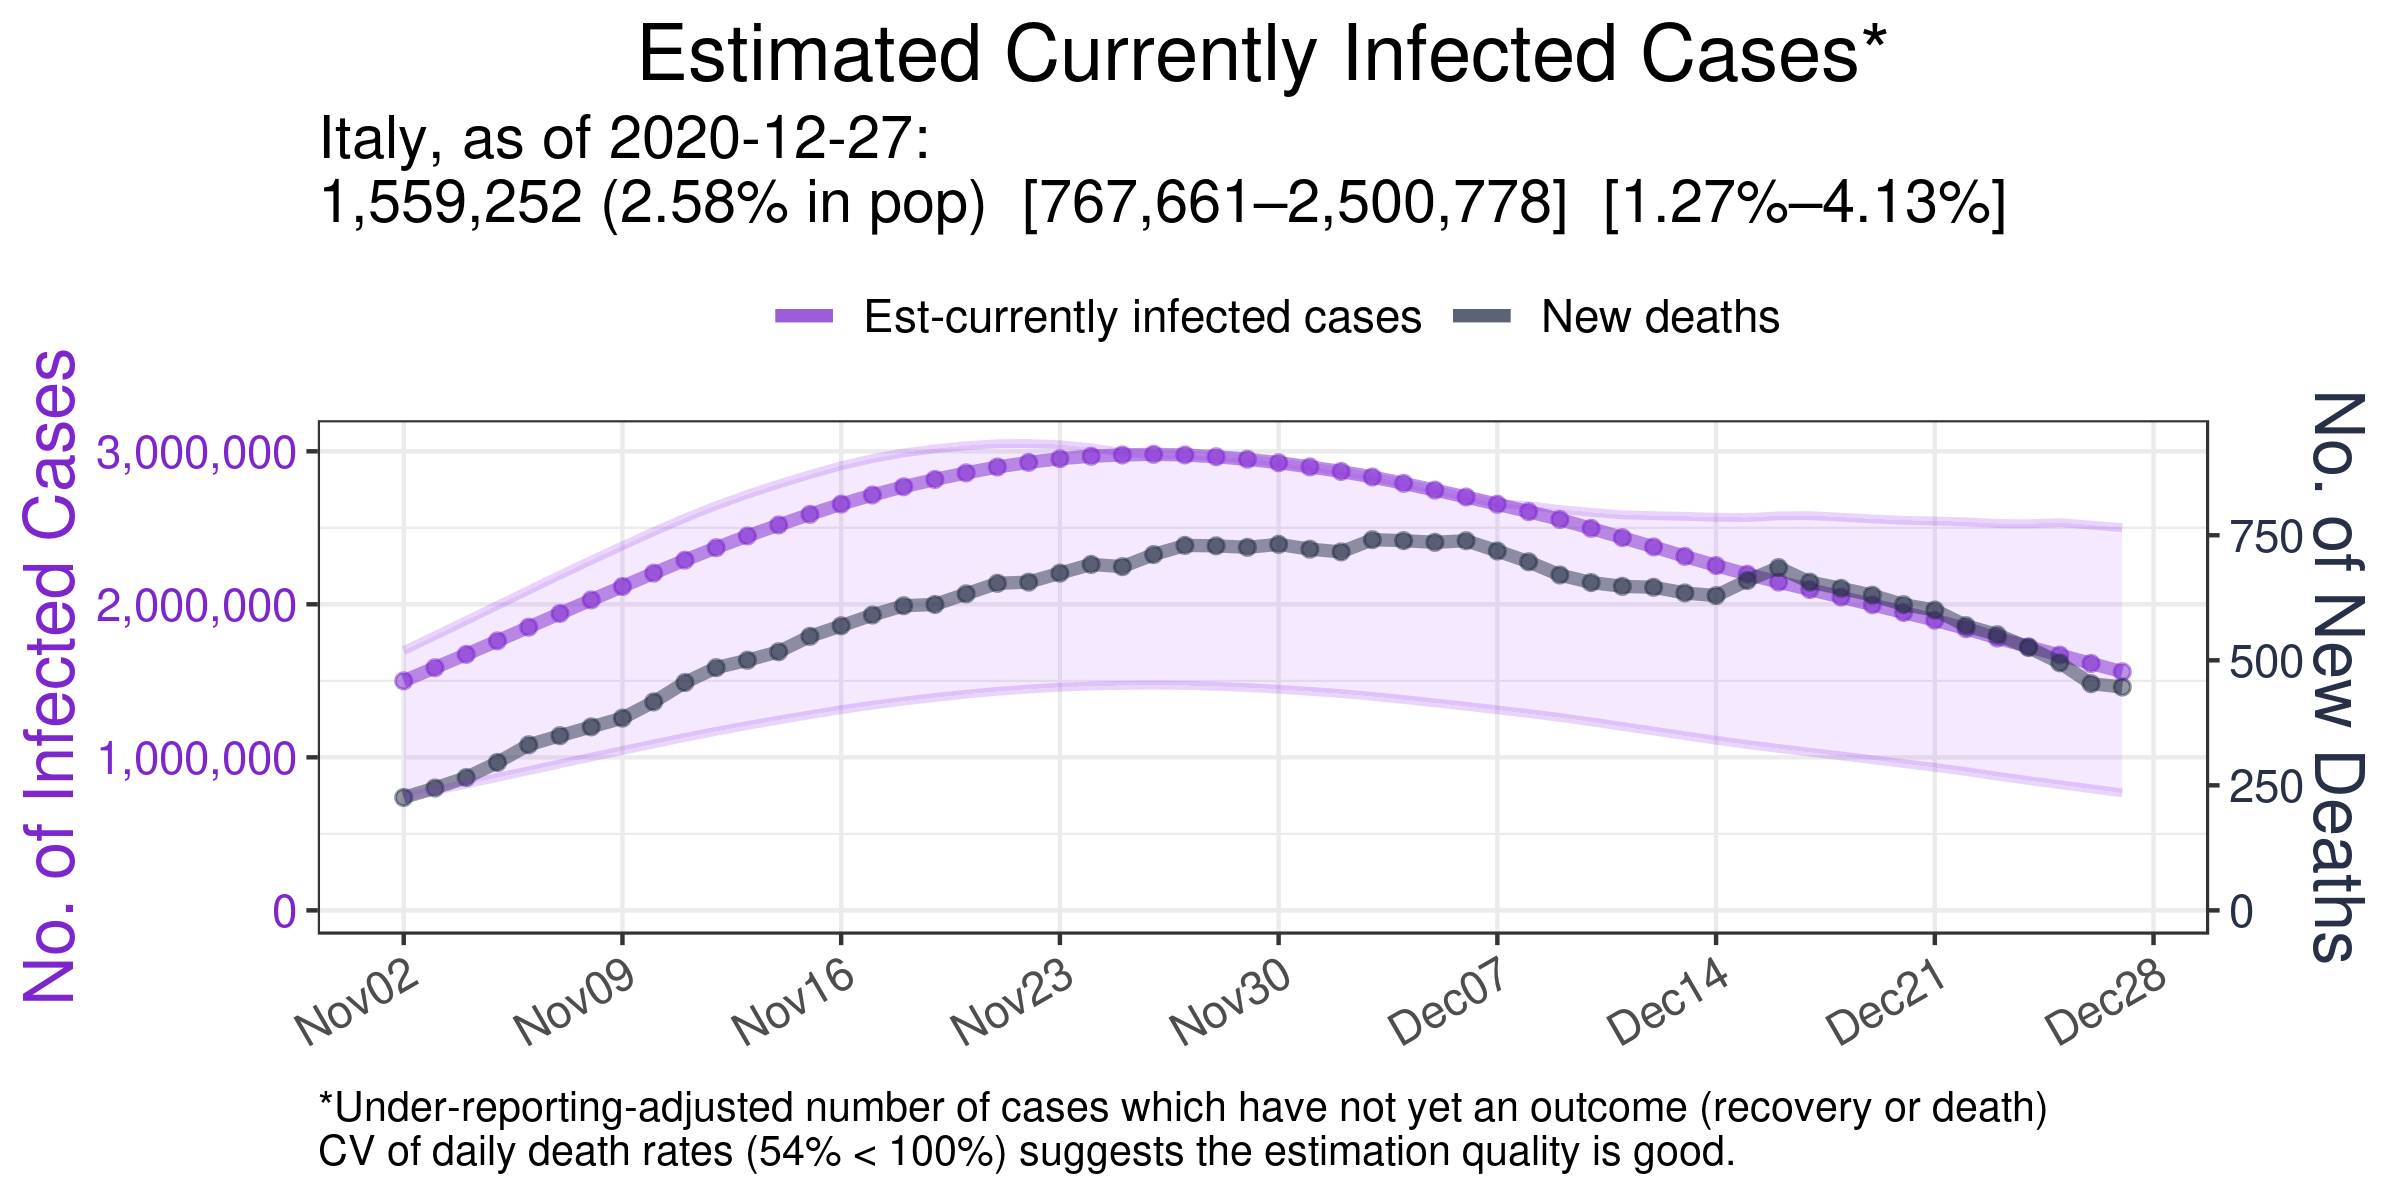 Estimated Currently Infected Cases*
Italy, as of 2020-12-27:
1,559,252 (2.58% in pop) [767,661–2,500,778] [1.27%–4.13%]
Est-currently infected cases
New deaths
No. of Infected Cases
3,000,000
2,000,000
1,000,000
0
No. of New Deaths
750
500
250
0
Nov02
Nov09
Nov16
Nov23
Nov30
Dec07
Dec14
Dec21
Dec28
*Under-reporting-adjusted number of cases which have not yet an outcome (recovery or death)
CV of daily death rates (54% < 100%) suggests the estimation quality is good.